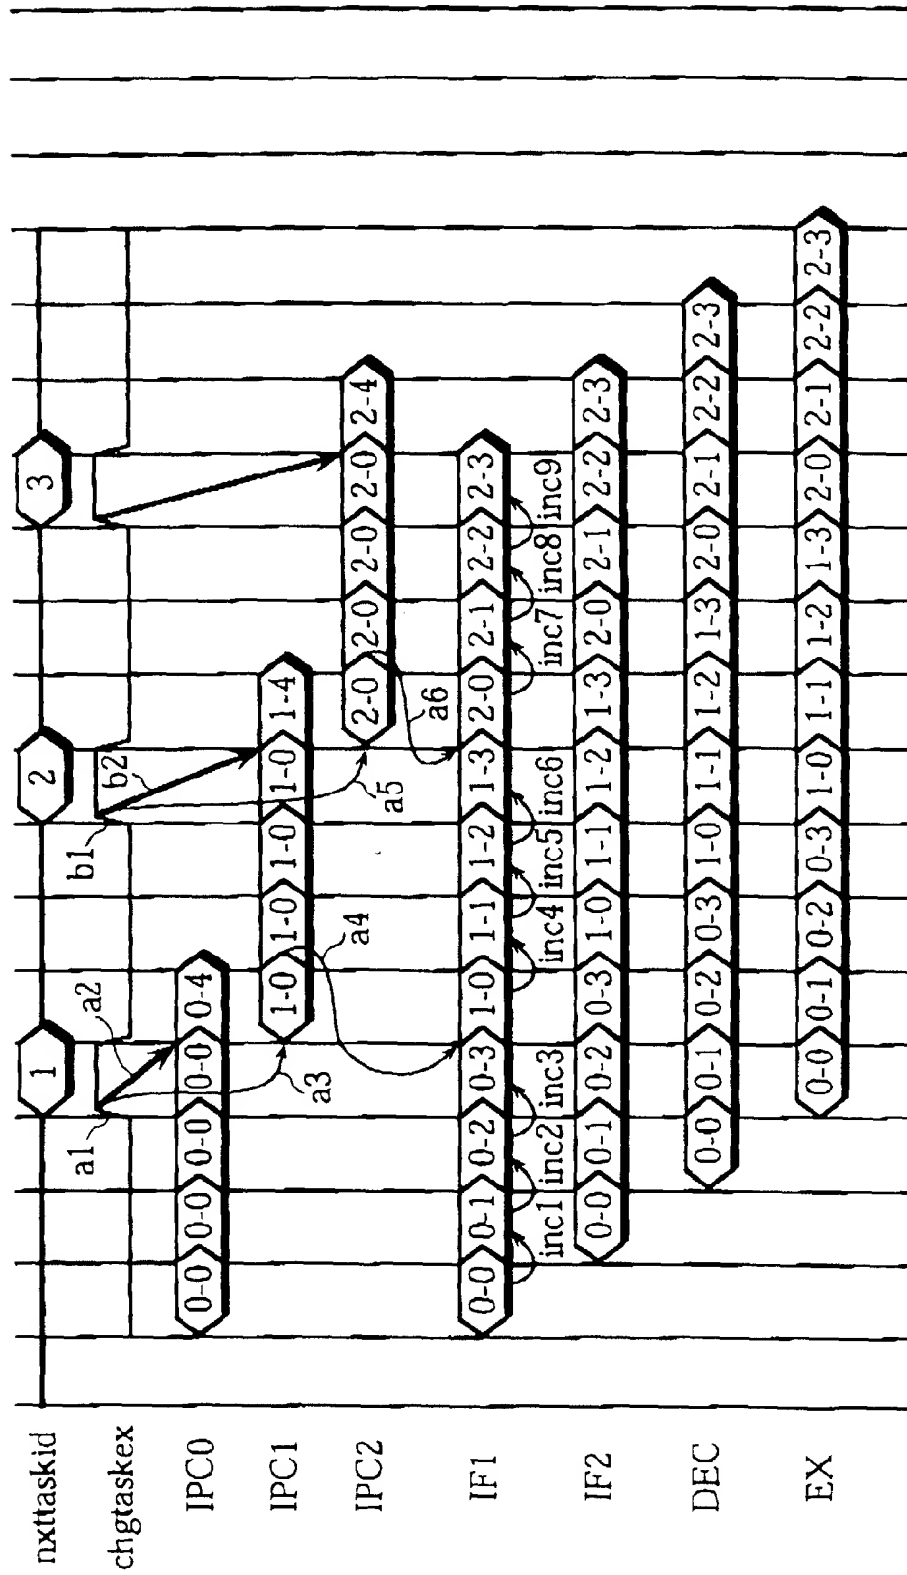 nxttaskid 1 2 3
a1 a2 b1 b2
chgtaskex
IPC0 0-0 0-0 0-0 0-0 0-4
IPC1 1-0 1-0 1-0 1-0 1-4
a3 a4 a5 a6
IPC2 2-0 2-0 2-0 2-0 2-4
IF1 0-0 0-1 0-2 0-3 1-0 1-1 1-2 1-3 2-0 2-1 2-2 2-3
inc1 inc2 inc3 inc4 inc5 inc6 inc7 inc8 inc9
IF2 0-0 0-1 0-2 0-3 1-0 1-1 1-2 1-3 2-0 2-1 2-2 2-3
DEC 0-0 0-1 0-2 0-3 1-0 1-1 1-2 1-3 2-0 2-1 2-2 2-3
EX 0-0 0-1 0-2 0-3 1-0 1-1 1-2 1-3 2-0 2-1 2-2 2-3